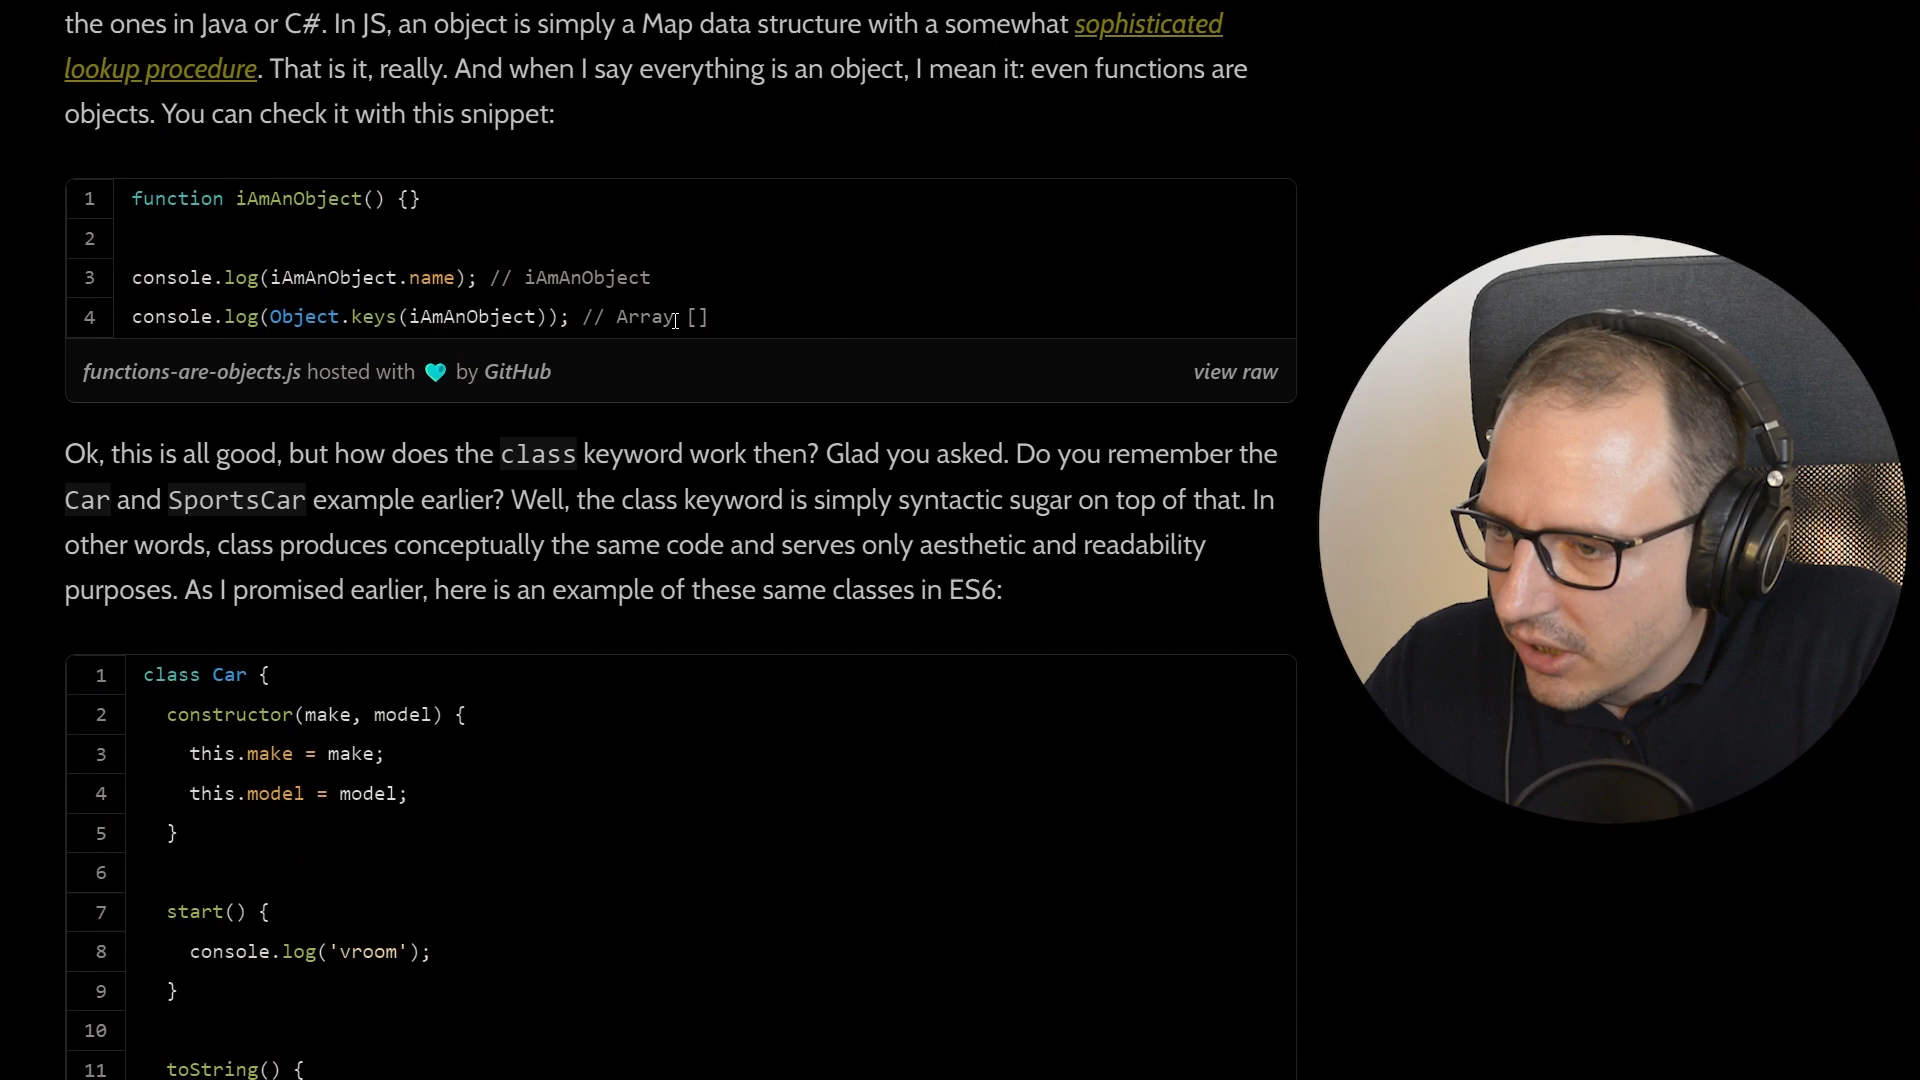 the ones in Java or C#. In JS, an object is simply a Map data structure with a somewhat sophisticated
lookup procedure. That is it, really. And when I say everything is an object, I mean it: even functions are
objects. You can check it with this snippet:
1 function iAmAnObject() {}
2
3 console.log(iAmAnObject.name); // iAmAnObject
4 console.log(Object.keys(iAmAnObject)); // Array []
functions-are-objects.js hosted with by GitHub view raw
Ok, this is all good, but how does the class keyword work then? Glad you asked. Do you remember the
Car and SportsCar example earlier? Well, the class keyword is simply syntactic sugar on top of that. In
other words, class produces conceptually the same code and serves only aesthetic and readability
purposes. As I promised earlier, here is an example of these same classes in ES6:
1 class Car {
2 constructor(make, model) {
3 this.make = make;
4 this.model = model;
5 }
6
7 start() {
8 console.log('vroom');
9 }
10
11 toString() {